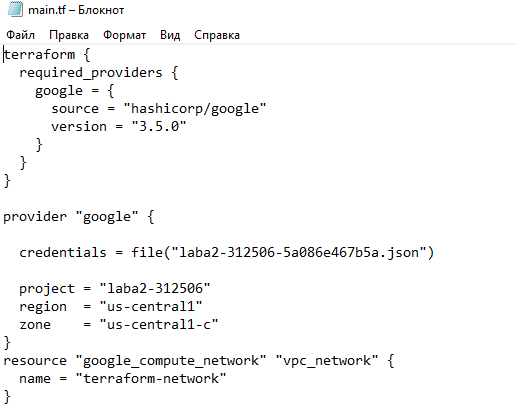 main.tf – Блокнот
Файл Правка Формат Вид Справка
terraform {
  required_providers {
    google = {
      source = "hashicorp/google"
      version = "3.5.0"
    }
  }
}

provider "google" {

  credentials = file("laba2-312506-5a086e467b5a.json")

  project = "laba2-312506"
  region  = "us-central1"
  zone    = "us-central1-c"
}
resource "google_compute_network" "vpc_network" {
  name = "terraform-network"
}